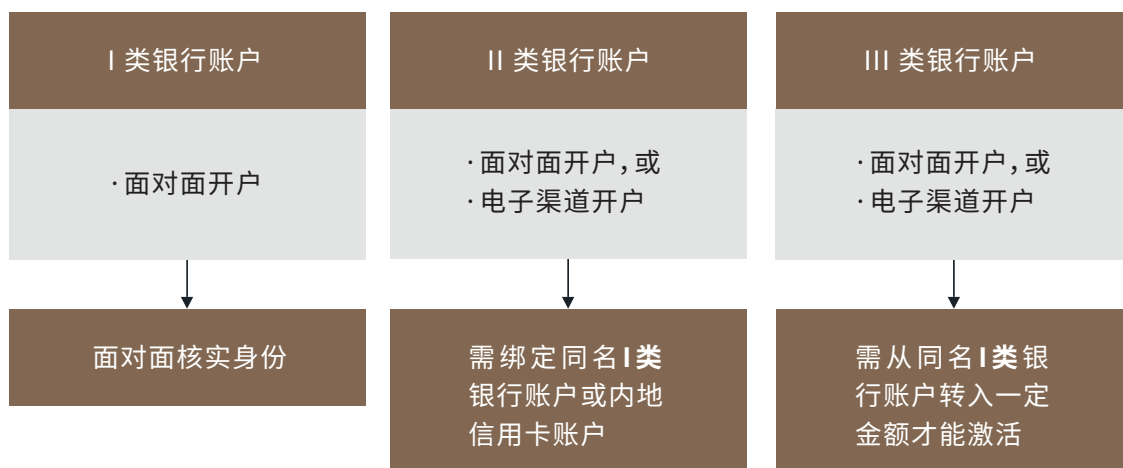 I 类银行账户
· 面对面开户
面对面核实身份
II 类银行账户
· 面对面开户，或
· 电子渠道开户
需绑定同名I类
银行账户或内地
信用卡账户
III 类银行账户
· 面对面开户，或
· 电子渠道开户
需从同名I类银
行账户转入一定
金额才能激活